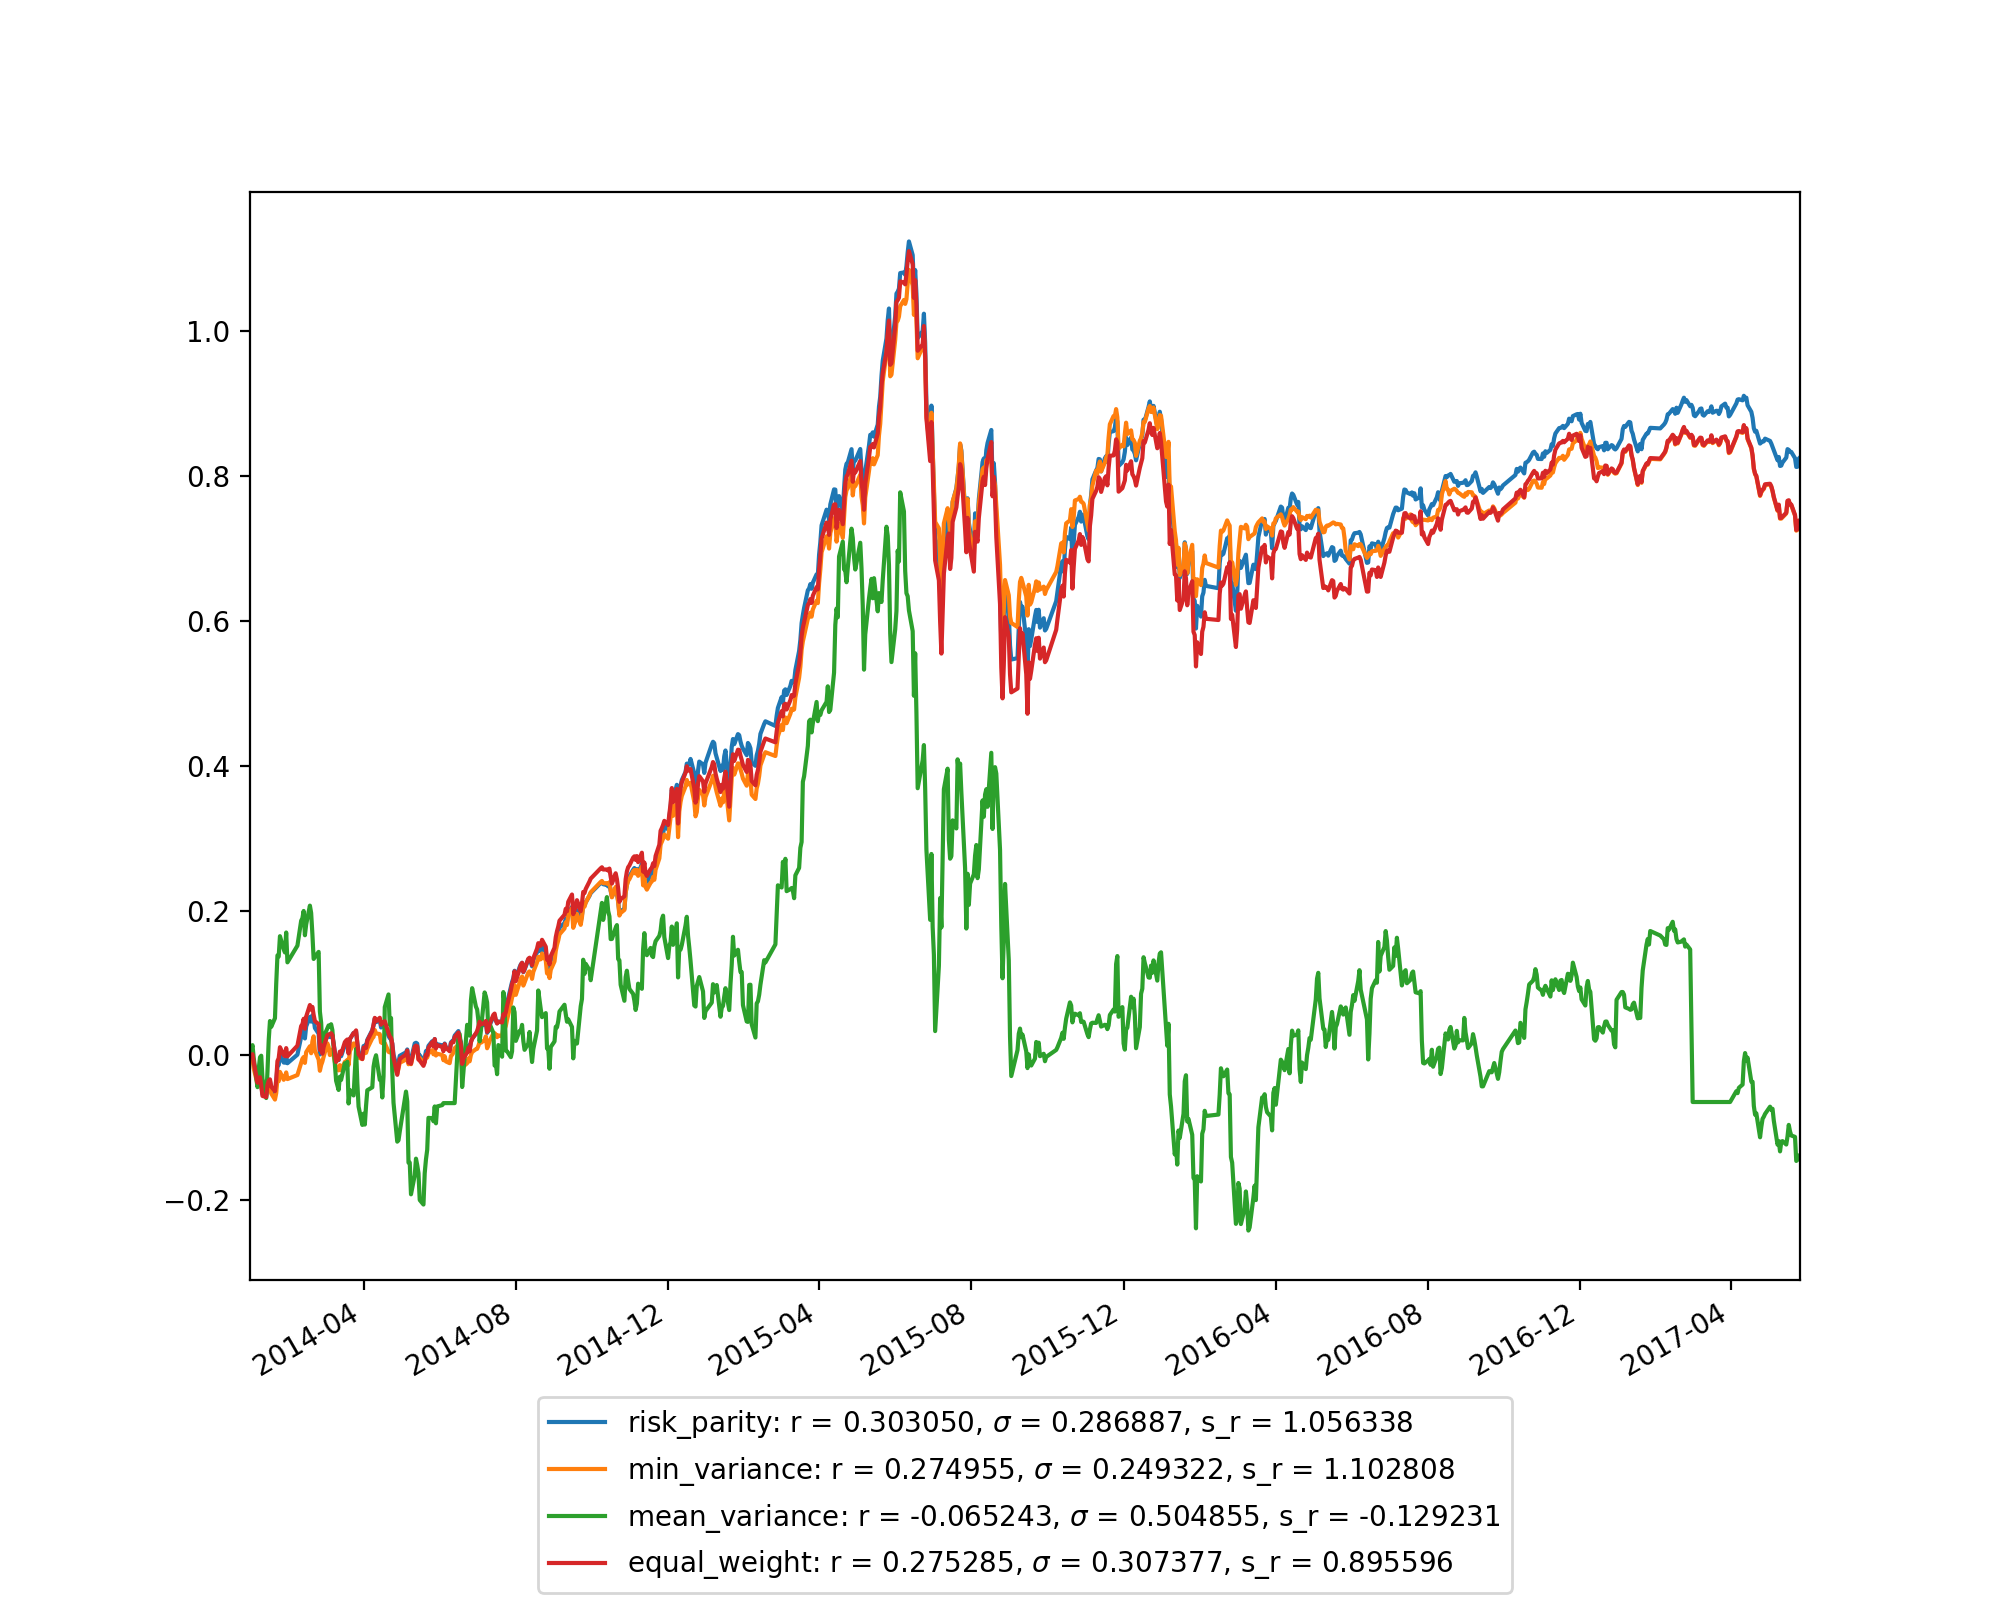 1.0
0.8
0.6
0.4
0.2
0.0
−0.2
2014-04 2014-08 2014-12 2015-04 2015-08 2015-12 2016-04 2016-08 2016-12 2017-04
risk_parity: r = 0.303050, σ = 0.286887, s_r = 1.056338
min_variance: r = 0.274955, σ = 0.249322, s_r = 1.102808
mean_variance: r = -0.065243, σ = 0.504855, s_r = -0.129231
equal_weight: r = 0.275285, σ = 0.307377, s_r = 0.895596